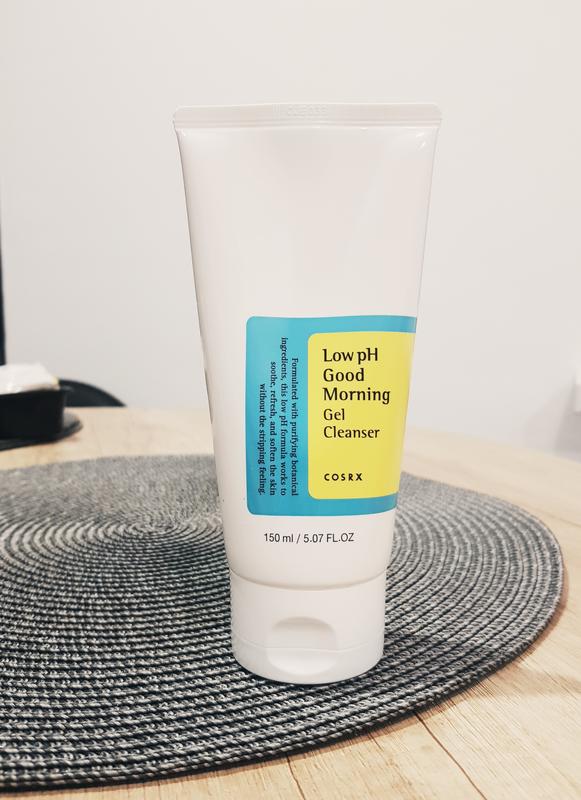 Low pH
Good
Morning
Gel
Cleanser
COSRX
Formulated with purifying botanical
ingredients, this low pH formula works to
soothe, refresh, and soften the skin
without the stripping feeling.
150 ml / 5.07 FL.OZ